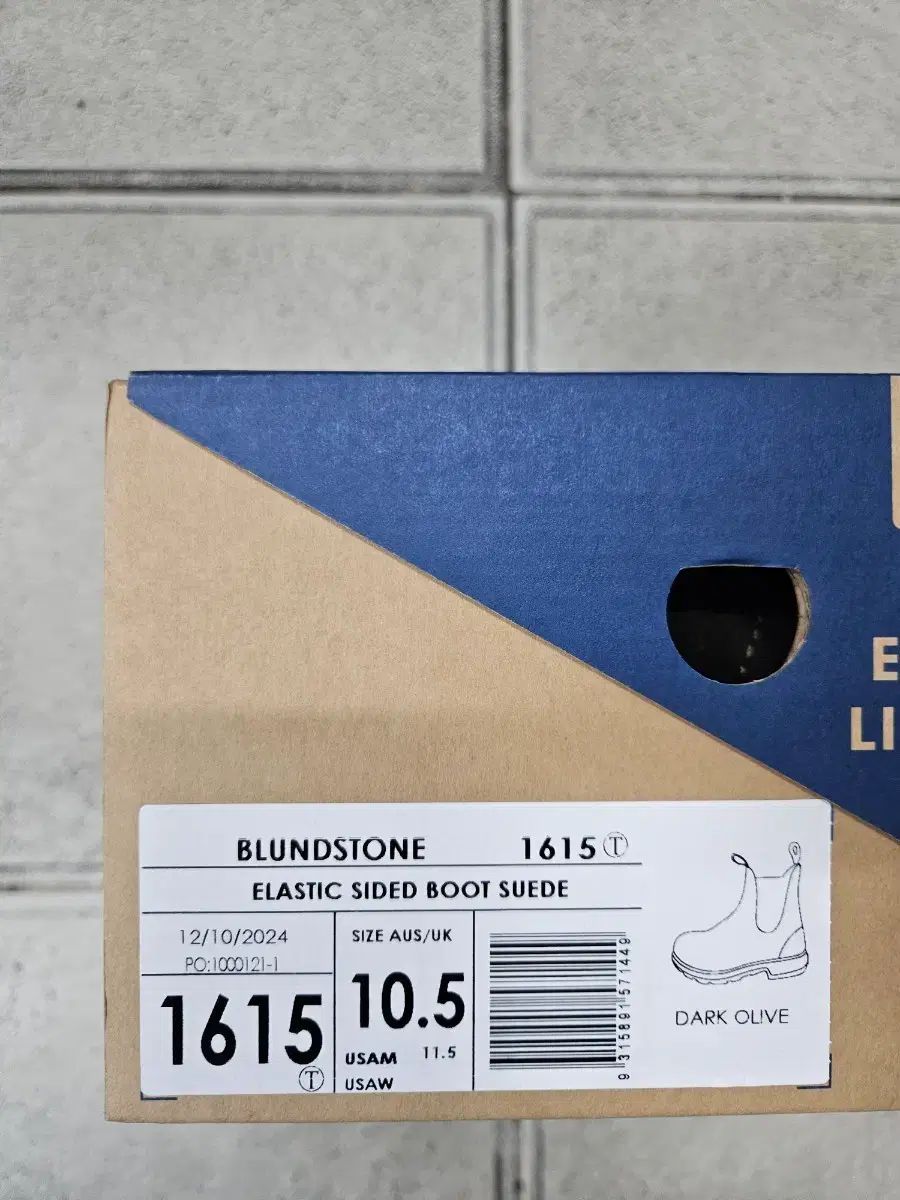 E
LI
BLUNDSTONE 1615 Ⓣ
ELASTIC SIDED BOOT SUEDE
12/10/2024
PO:1000121-1
1615 Ⓣ
SIZE AUS/UK
10.5
USAM 11.5
USAW
9 315891 571449
DARK OLIVE